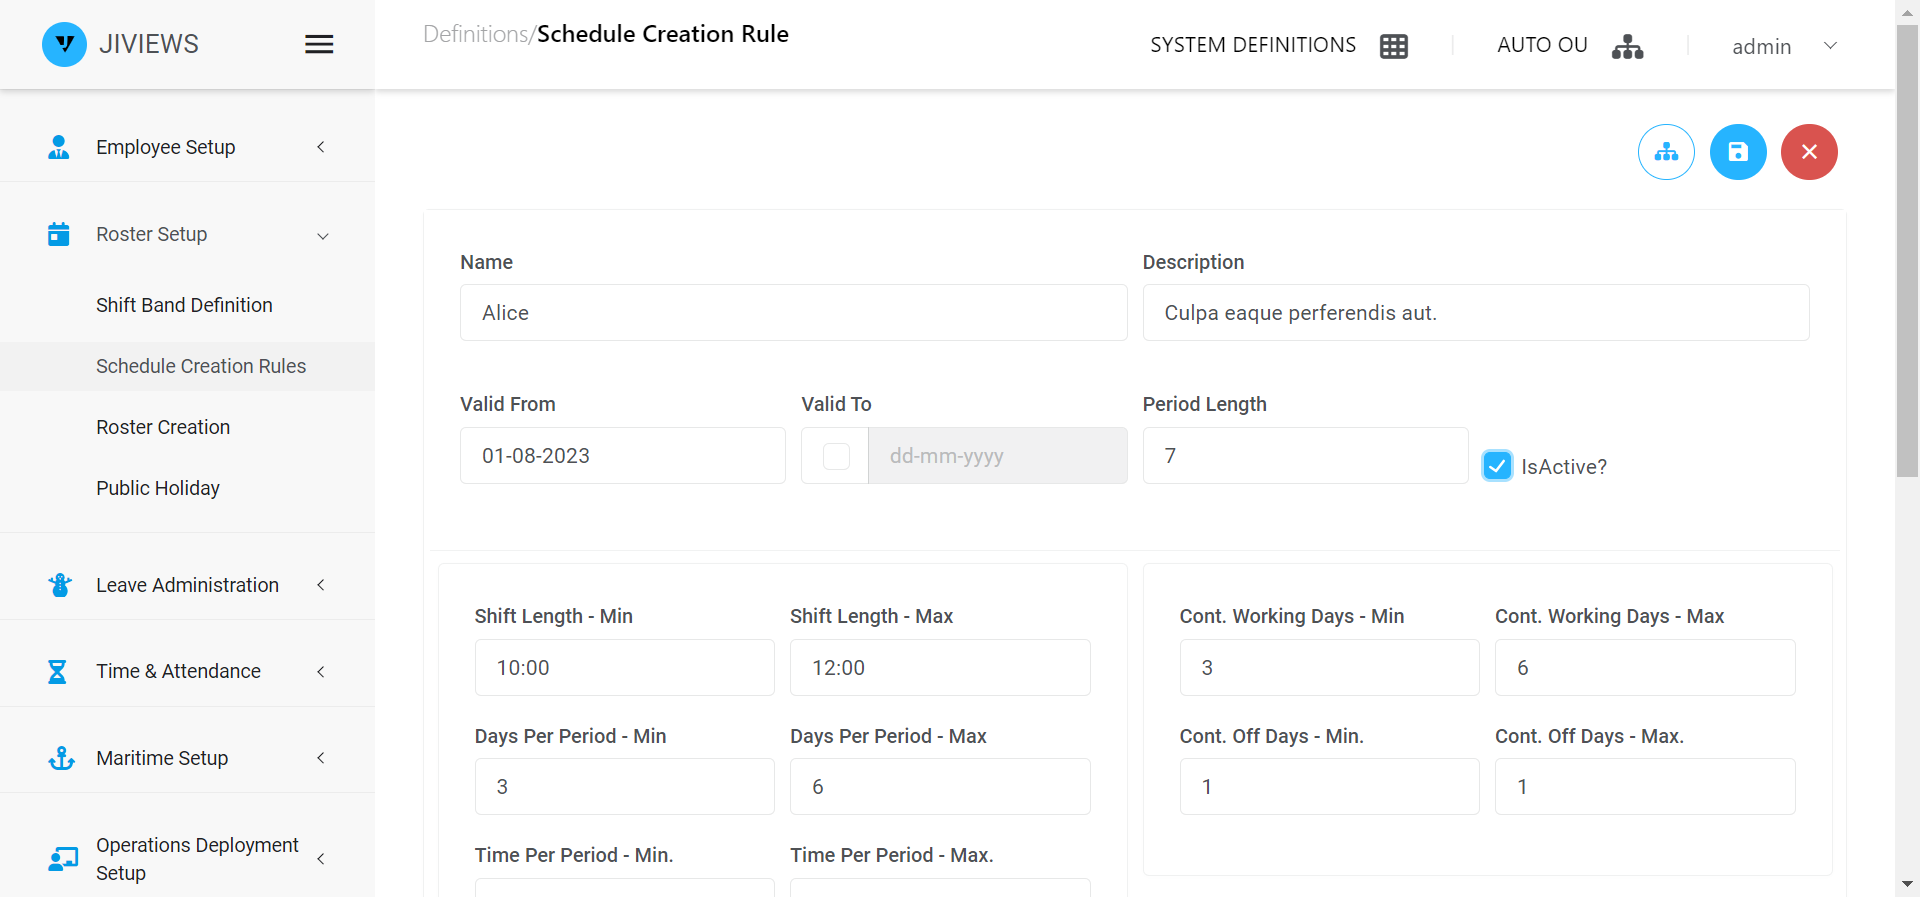 JIVIEWS
Definitions/Schedule Creation Rule
SYSTEM DEFINITIONS
AUTO OU
admin
Employee Setup
Roster Setup
Shift Band Definition
Schedule Creation Rules
Roster Creation
Public Holiday
Leave Administration
Time & Attendance
Maritime Setup
Operations Deployment
Setup
Name
Description
Alice
Culpa eaque perferendis aut.
Valid From
Valid To
Period Length
01-08-2023
dd-mm-yyyy
7
IsActive?
Shift Length - Min
Shift Length - Max
10:00
12:00
Days Per Period - Min
Days Per Period - Max
3
6
Time Per Period - Min.
Time Per Period - Max.
Cont. Working Days - Min
Cont. Working Days - Max
3
6
Cont. Off Days - Min.
Cont. Off Days - Max.
1
1